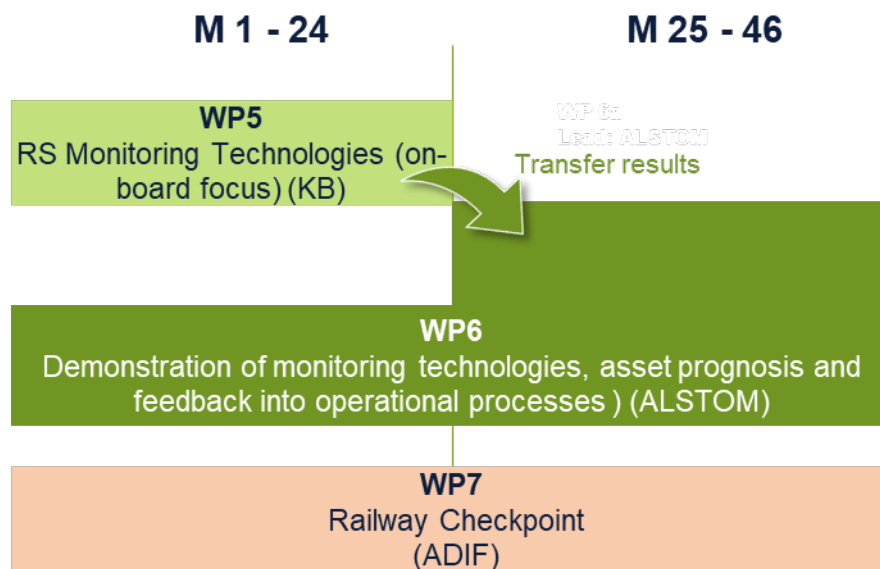 M 1 - 24
M 25 - 46
WP5
RS Monitoring Technologies (on-
board focus) (KB)
WP 6a
Lead: ALSTOM
Transfer results
WP6
Demonstration of monitoring technologies, asset prognosis and
feedback into operational processes ) (ALSTOM)
WP7
Railway Checkpoint
(ADIF)